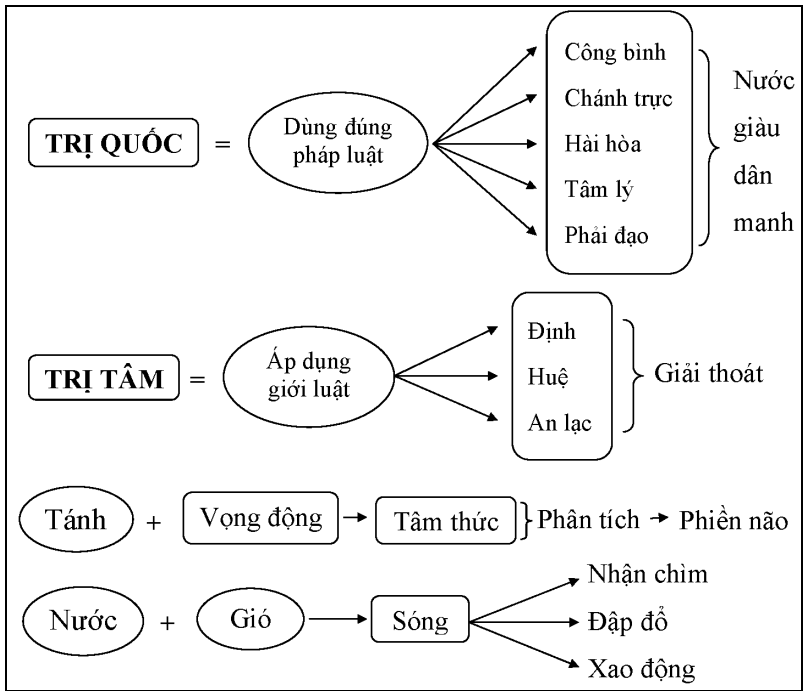 TRỊ QUỐC = Dùng đúng
pháp luật
Công bình
Chánh trực
Hài hòa
Tâm lý
Phải đạo
Nước
giàu
dân
manh
TRỊ TÂM = Áp dụng
giới luật
Định
Huệ
An lạc
Giải thoát
Tánh + Vọng động Tâm thức Phân tích Phiền não
Nước + Gió Sóng
Nhận chìm
Đập đổ
Xao động